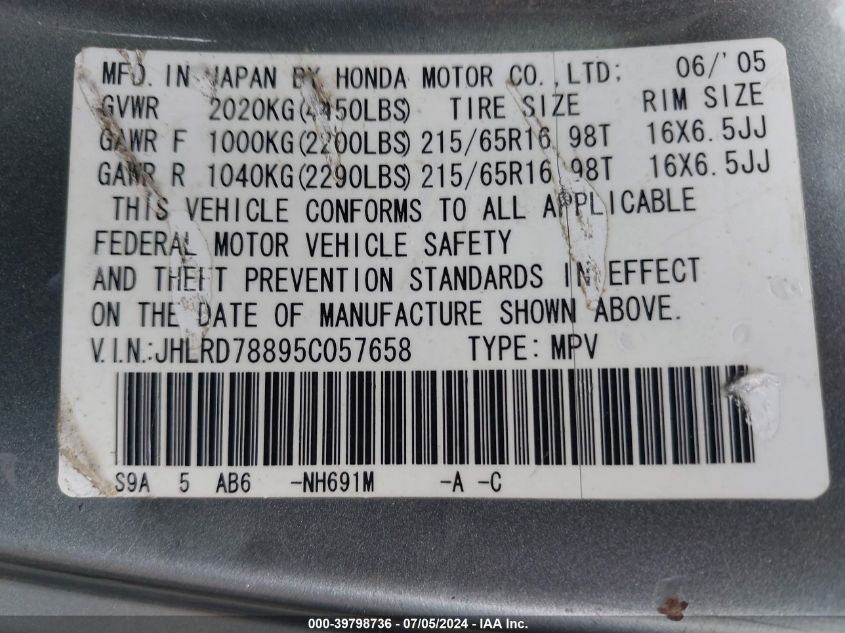 MFD. IN JAPAN BY HONDA MOTOR CO.,LTD: 06/'05
GVWR 2020KG(4450LBS) TIRE SIZE RIM SIZE
GAWR F 1000KG(2200LBS) 215/65R16 98T 16X6.5JJ
GAWR R 1040KG(2290LBS) 215/65R16 98T 16X6.5JJ
THIS VEHICLE CONFORMS TO ALL APPLICABLE
FEDERAL MOTOR VEHICLE SAFETY
AND THEFT PREVENTION STANDARDS IN EFFECT
ON THE DATE OF MANUFACTURE SHOWN ABOVE.
V.I.N.:JHLRD78895C057658 TYPE: MPV
S9A 5 AB6 -NH691M -A -C
000-39798736 - 07/05/2024 - IAA Inc.